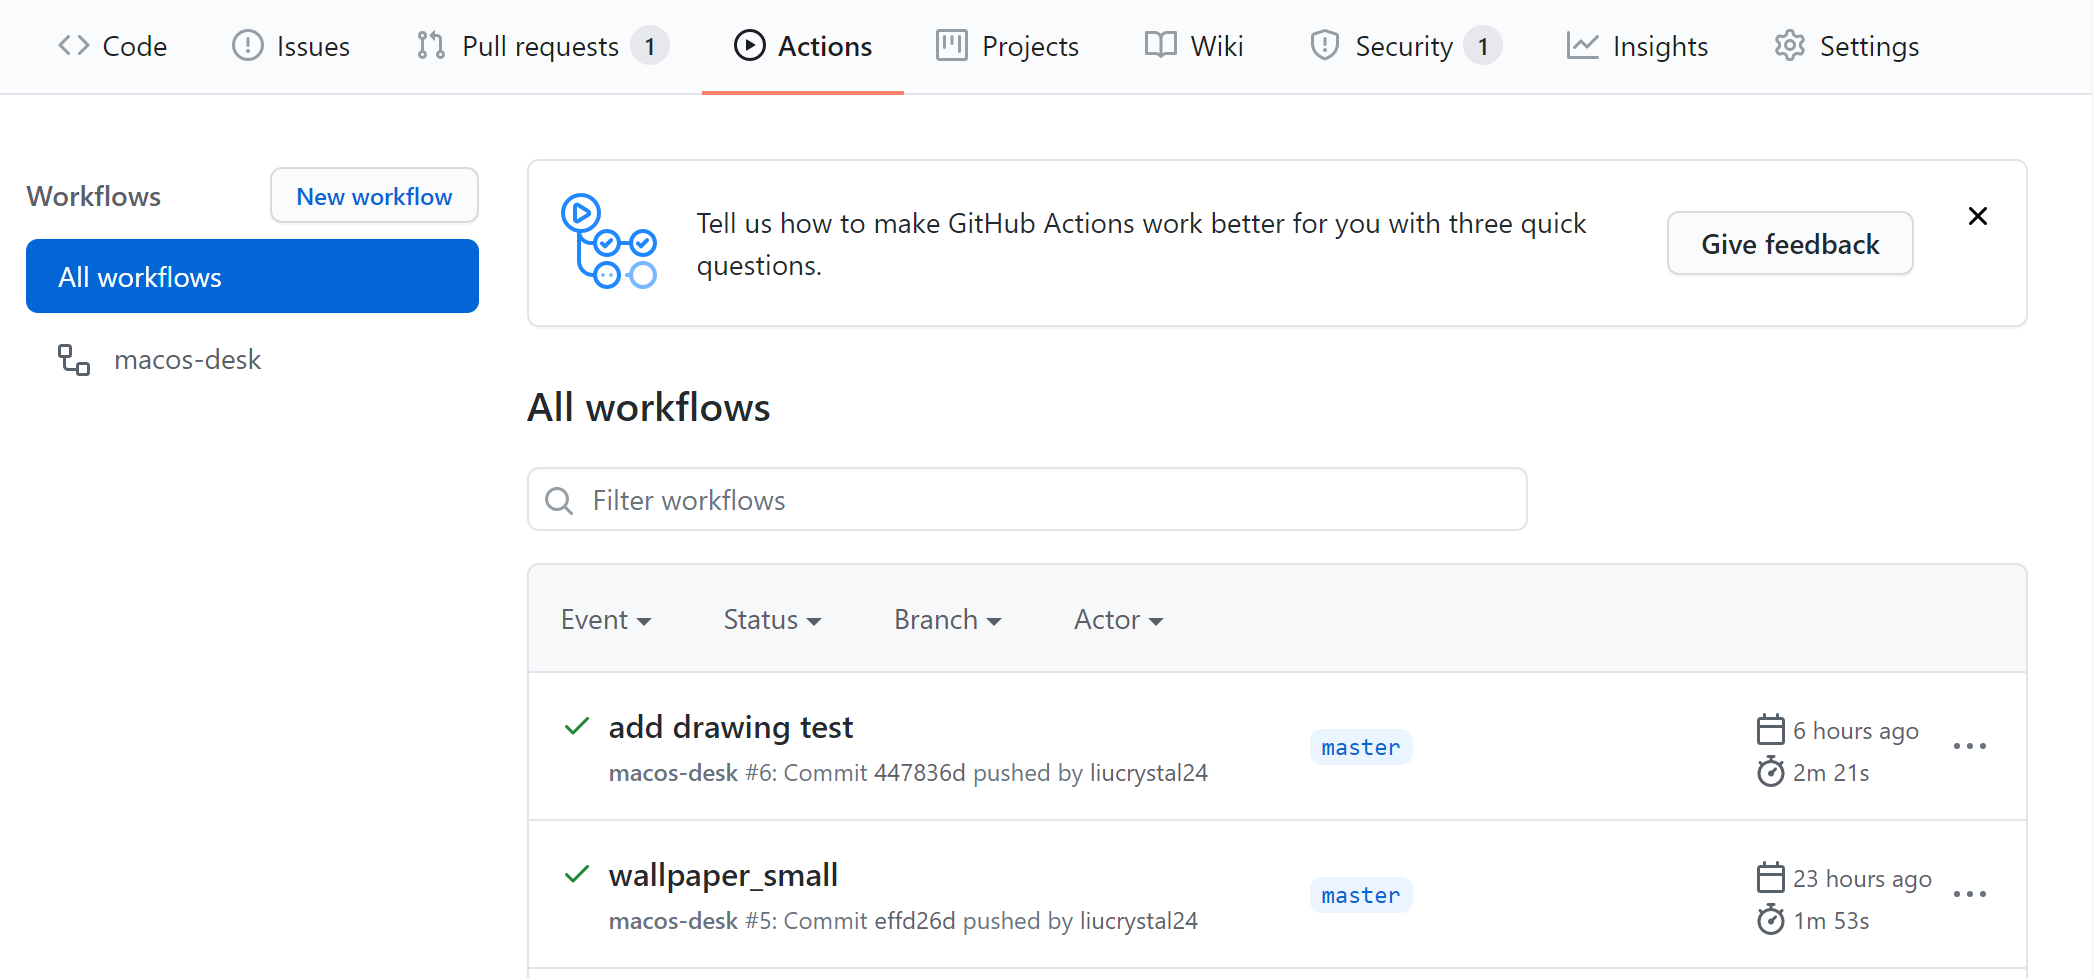 Code Issues Pull requests 1 Actions Projects Wiki Security 1 Insights Settings
Workflows New workflow
All workflows
macos-desk
Tell us how to make GitHub Actions work better for you with three quick
questions.
Give feedback
All workflows
Filter workflows
Event Status Branch Actor
add drawing test
macos-desk #6: Commit 447836d pushed by liucrystal24
master
6 hours ago
2m 21s
wallpaper_small
macos-desk #5: Commit effd26d pushed by liucrystal24
master
23 hours ago
1m 53s